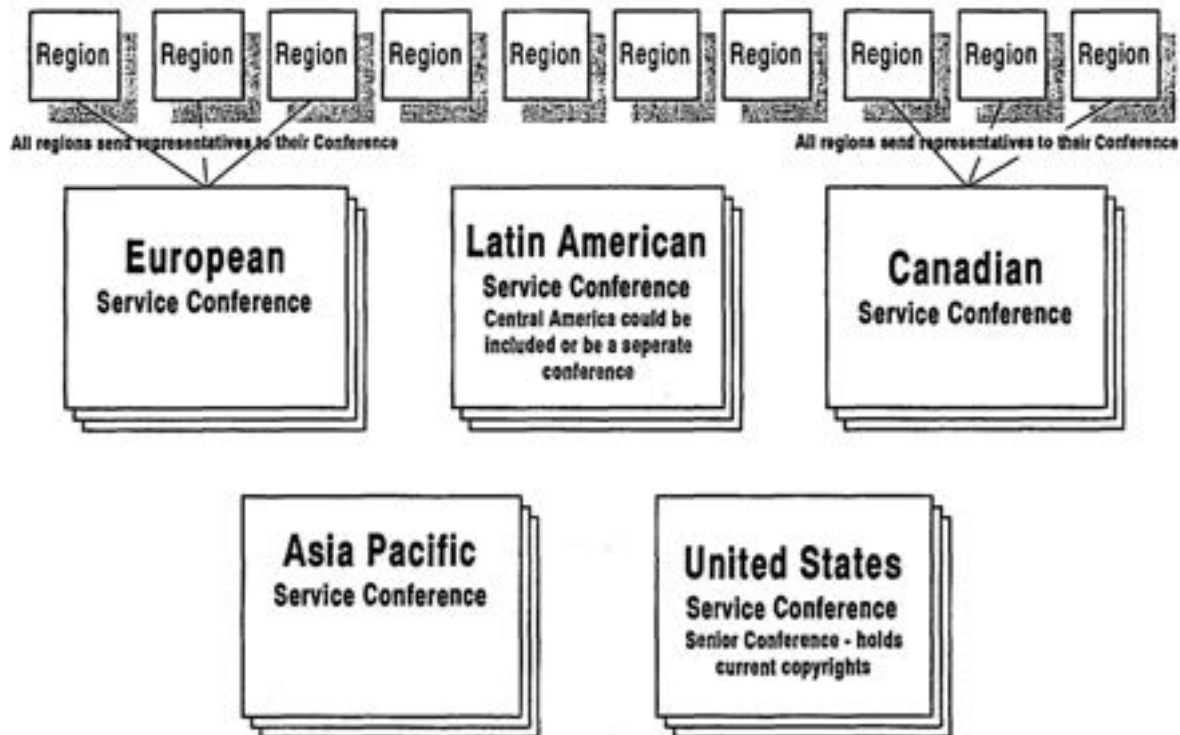 Region Region Region Region Region Region Region Region Region Region
All regions send representatives to their Conference
All regions send representatives to their Conference
European
Service Conference
Latin American
Service Conference
Central America could be
included or be a seperate
conference
Canadian
Service Conference
Asia Pacific
Service Conference
United States
Service Conference
Senior Conference - holds
current copyrights